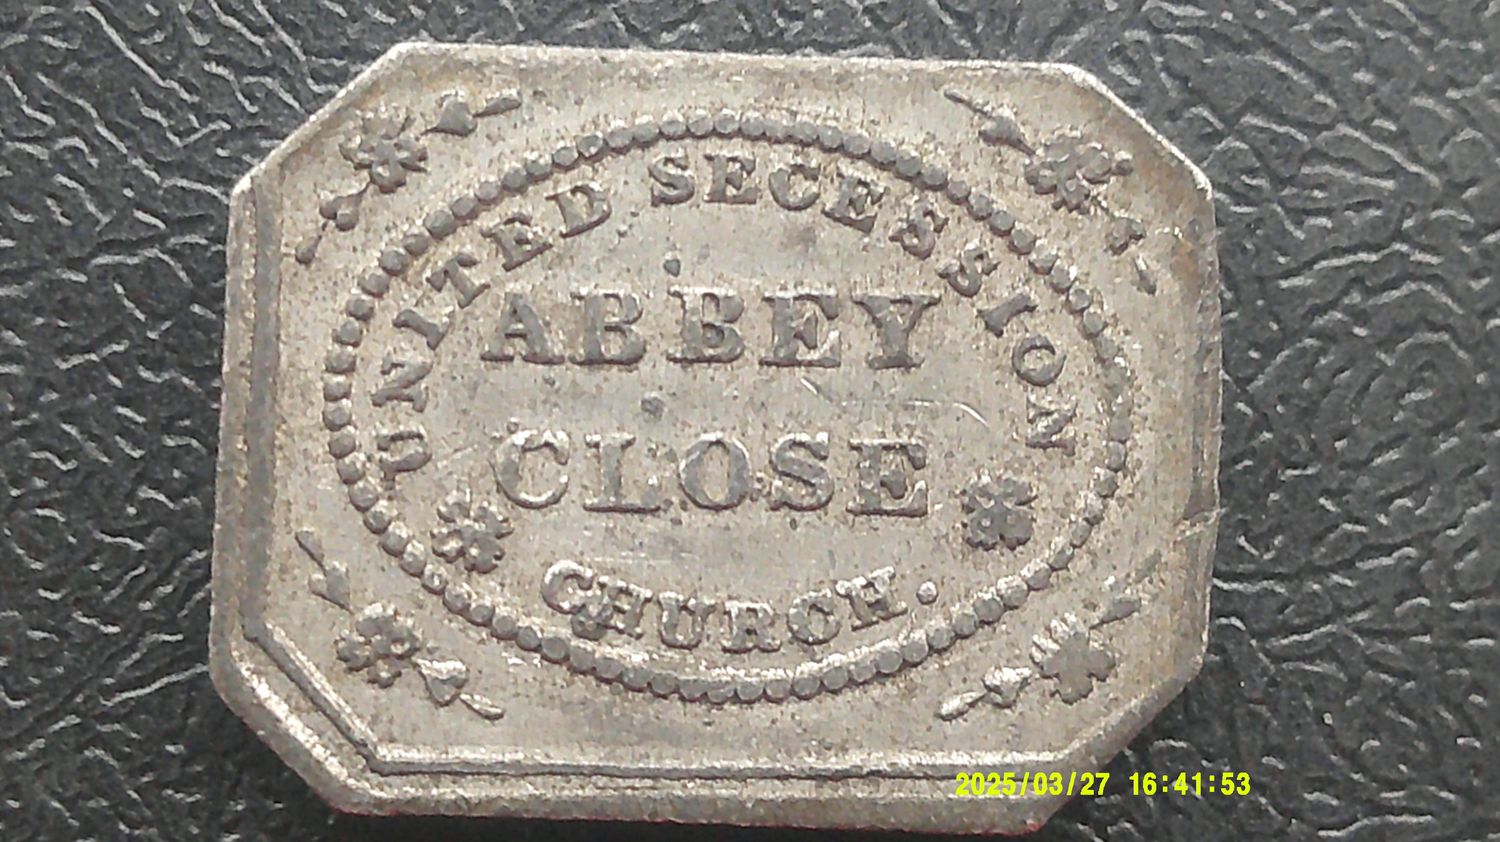 UNITED SECESSION
ABBEY
CLOSE
CHURCH.
2025/03/27 16:41:53